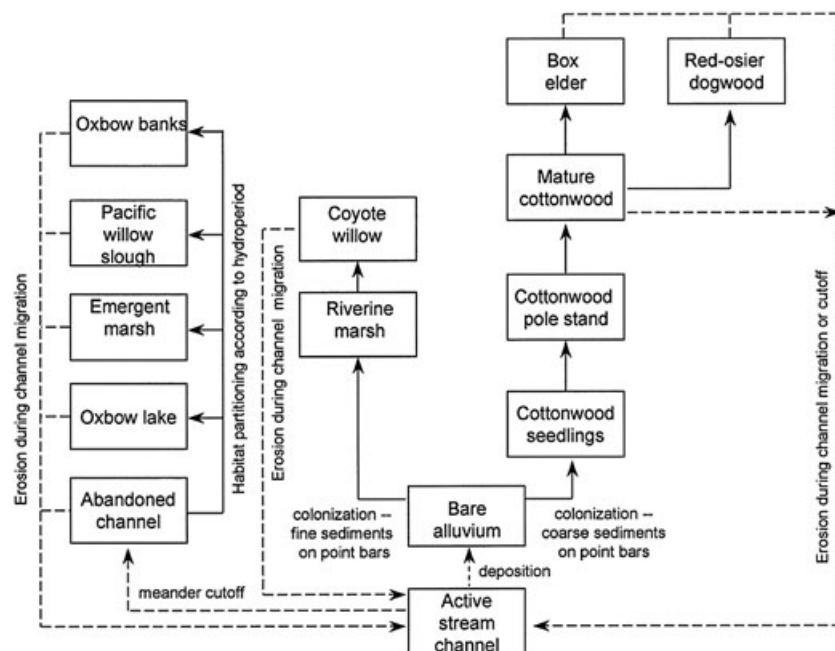 Box
elder
Red-osier
dogwood
Oxbow banks
Mature
cottonwood
Pacific
willow
slough
Coyote
willow
Emergent
marsh
Riverine
marsh
Cottonwood
pole stand
Oxbow lake
Cottonwood
seedlings
Abandoned
channel
Bare
alluvium
colonization --
fine sediments
on point bars
colonization --
coarse sediments
on point bars
deposition
meander cutoff
Active
stream
channel
Erosion during channel migration
Habitat partitioning according to hydroperiod
Erosion during channel migration
Erosion during channel migration or cutoff